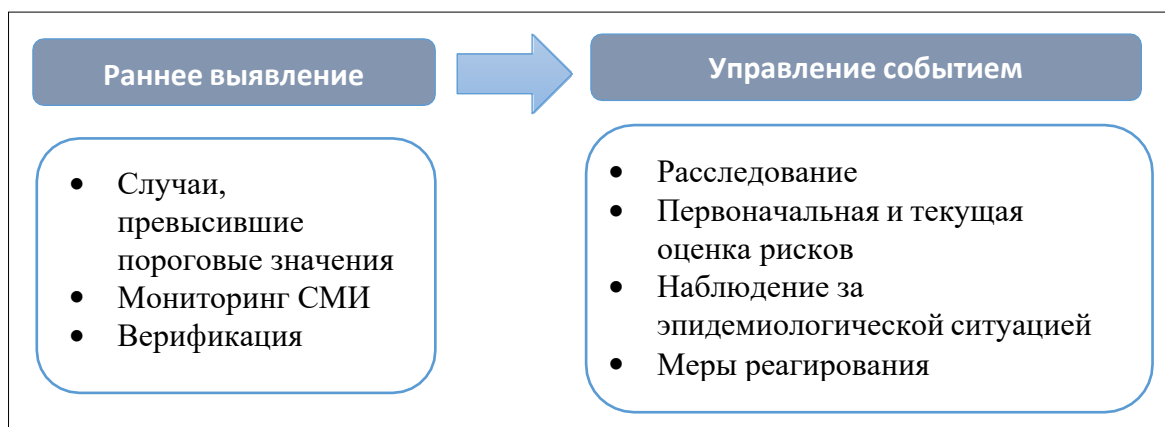 Раннее выявление
Управление событием
• Случаи,
превысившие
пороговые значения
• Мониторинг СМИ
• Верификация
• Расследование
• Первоначальная и текущая
оценка рисков
• Наблюдение за
эпидемиологической ситуацией
• Меры реагирования